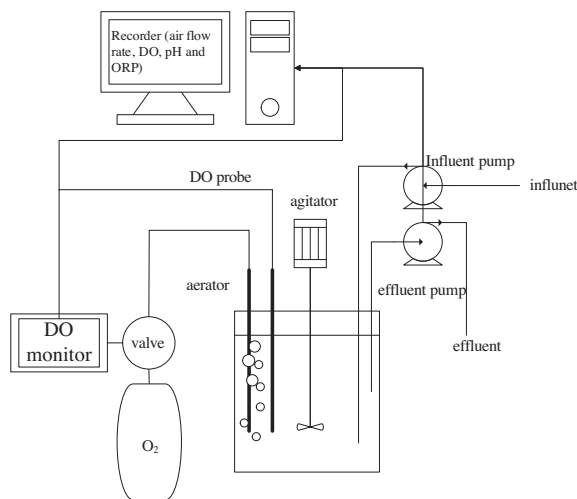 Recorder (air flow
rate, DO, pH and
ORP)
Influent pump
DO probe
influnet
agitator
aerator
effluent pump
DO
monitor
valve
effluent
O₂